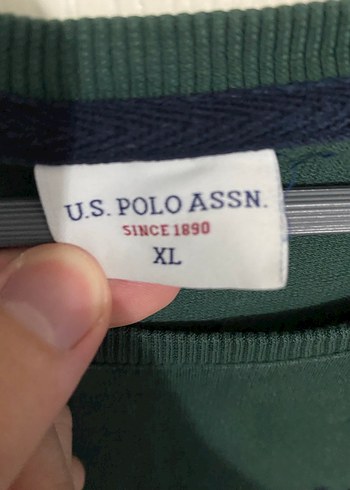 U.S. POLO ASSN.
SINCE 1890
XL